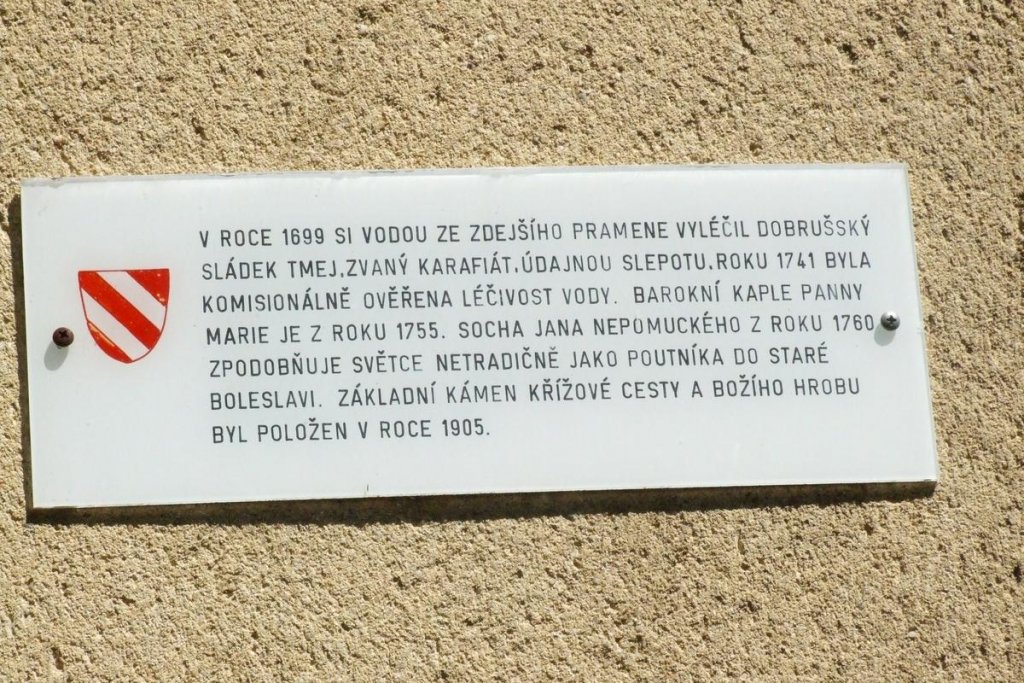 V ROCE 1699 SI VODOU ZE ZDEJŠÍHO PRAMENE VYLÉČIL DOBRUŠSKÝ
SLÁDEK TMEJ,ZVANÝ KARAFIÁT,ÚDAJNOU SLEPOTU.ROKU 1741 BYLA
KOMISIONÁLNĚ OVĚŘENA LÉČIVOST VODY. BAROKNÍ KAPLE PANNY
MARIE JE Z ROKU 1755. SOCHA JANA NEPOMUCKÉHO Z ROKU 1760
ZPODOBŇUJE SVĚTCE NETRADIČNĚ JAKO POUTNÍKA DO STARÉ
BOLESLAVI. ZÁKLADNÍ KÁMEN KŘÍŽOVÉ CESTY A BOŽÍHO HROBU
BYL POLOŽEN V ROCE 1905.